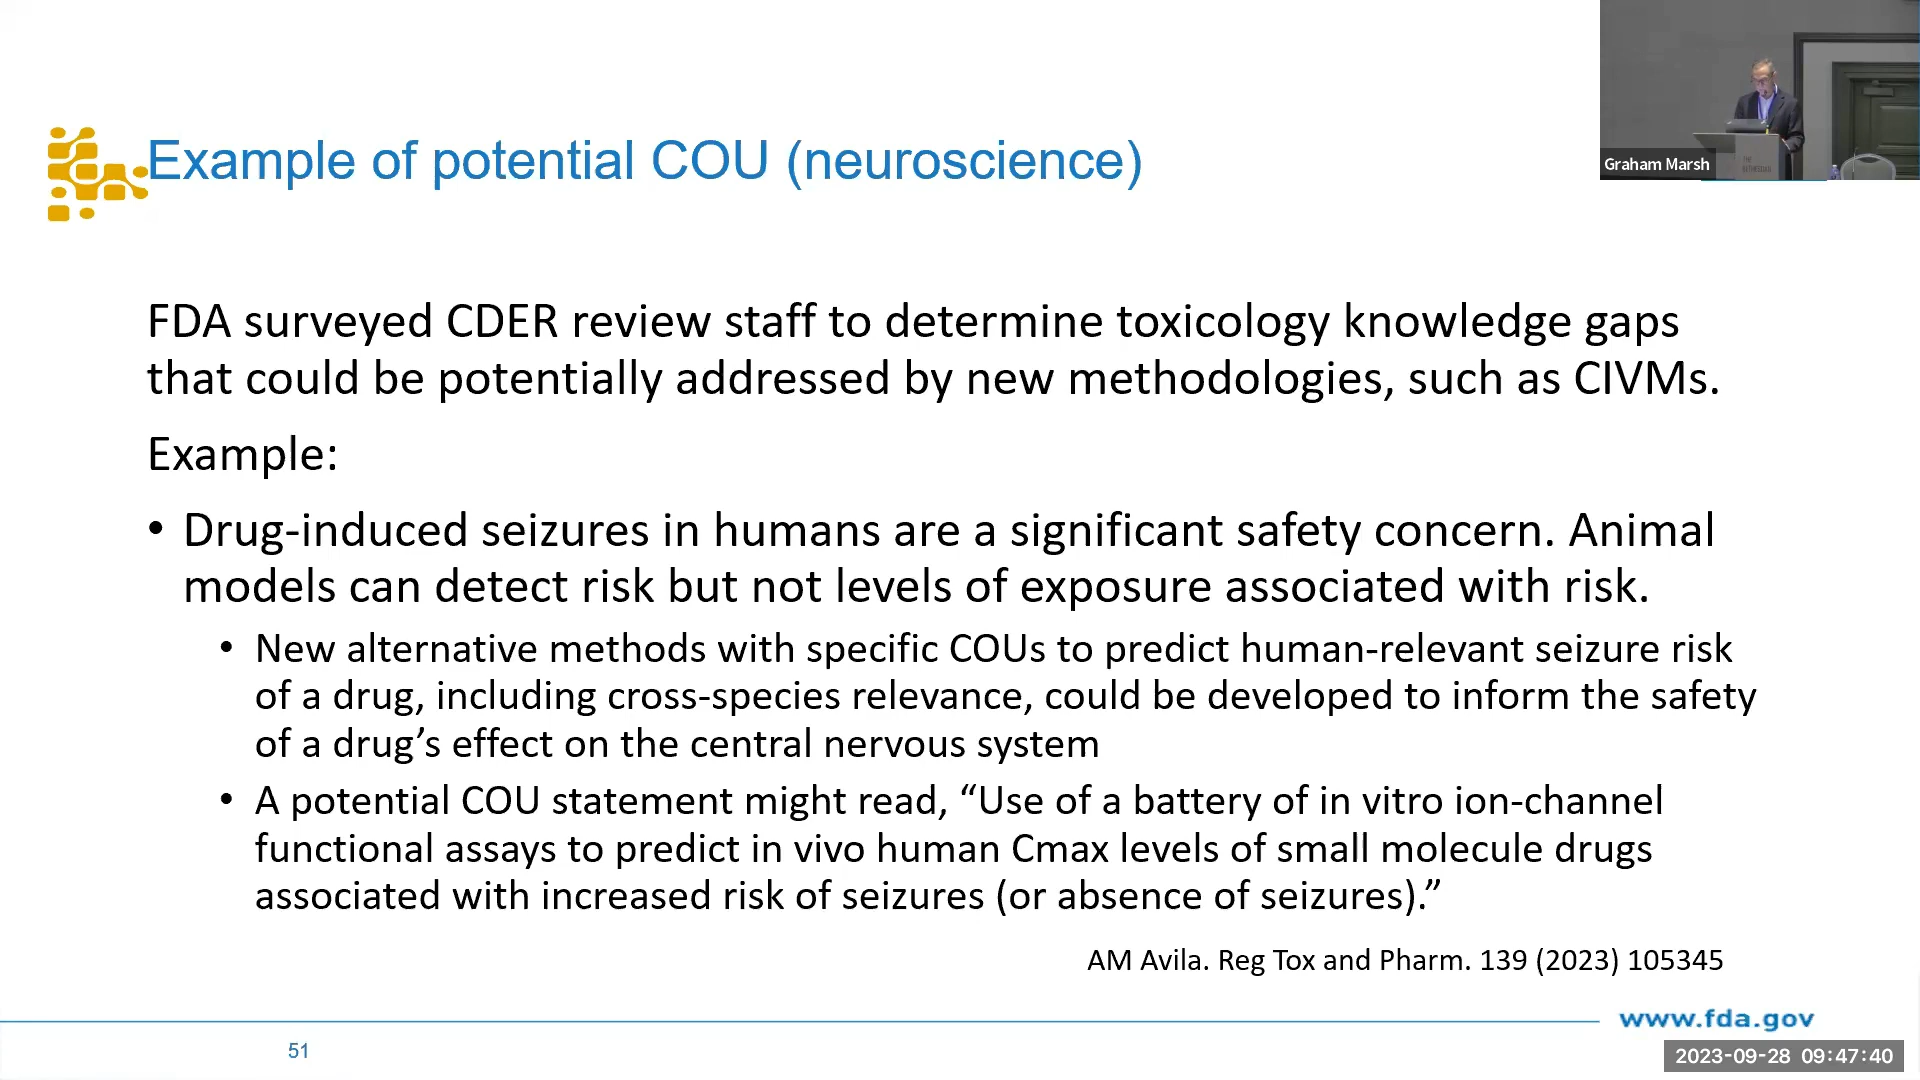 Example of potential COU (neuroscience)
Graham Marsh
FDA surveyed CDER review staff to determine toxicology knowledge gaps
that could be potentially addressed by new methodologies, such as CIVMs.
Example:
• Drug-induced seizures in humans are a significant safety concern. Animal
models can detect risk but not levels of exposure associated with risk.
• New alternative methods with specific COUs to predict human-relevant seizure risk
of a drug, including cross-species relevance, could be developed to inform the safety
of a drug’s effect on the central nervous system
• A potential COU statement might read, “Use of a battery of in vitro ion-channel
functional assays to predict in vivo human Cmax levels of small molecule drugs
associated with increased risk of seizures (or absence of seizures).”
AM Avila. Reg Tox and Pharm. 139 (2023) 105345
www.fda.gov
51
2023-09-28 09:47:40